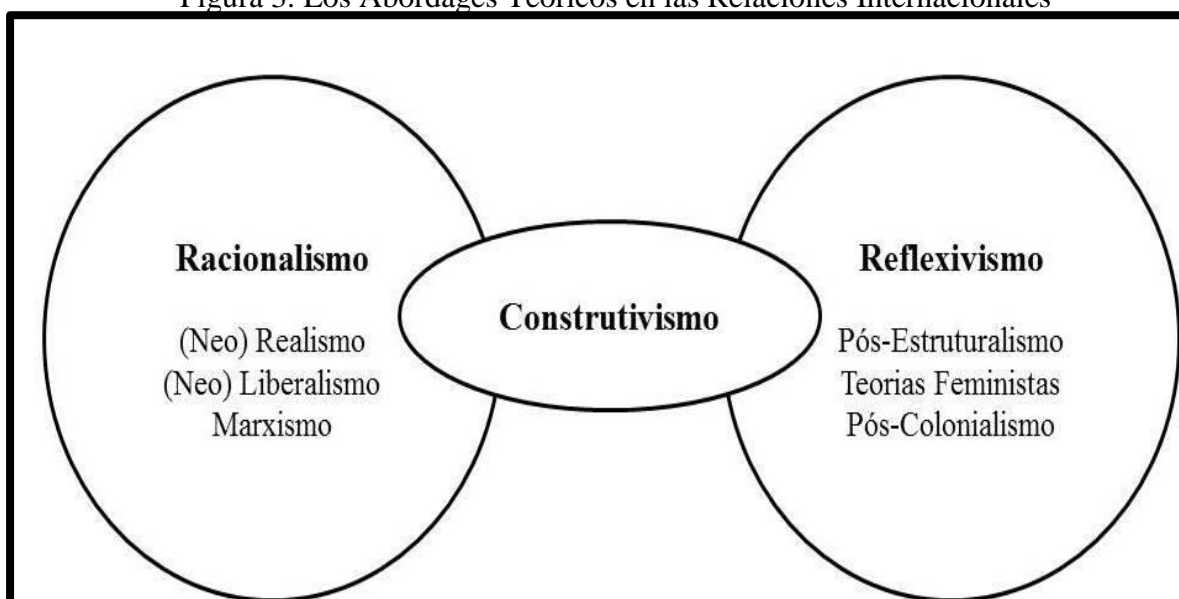 Figura 3. Los Abordages Teóricos en las Relaciones Internacionales
Racionalismo
(Neo) Realismo
(Neo) Liberalismo
Marxismo
Construtivismo
Reflexivismo
Pós-Estruturalismo
Teorias Feministas
Pós-Colonialismo